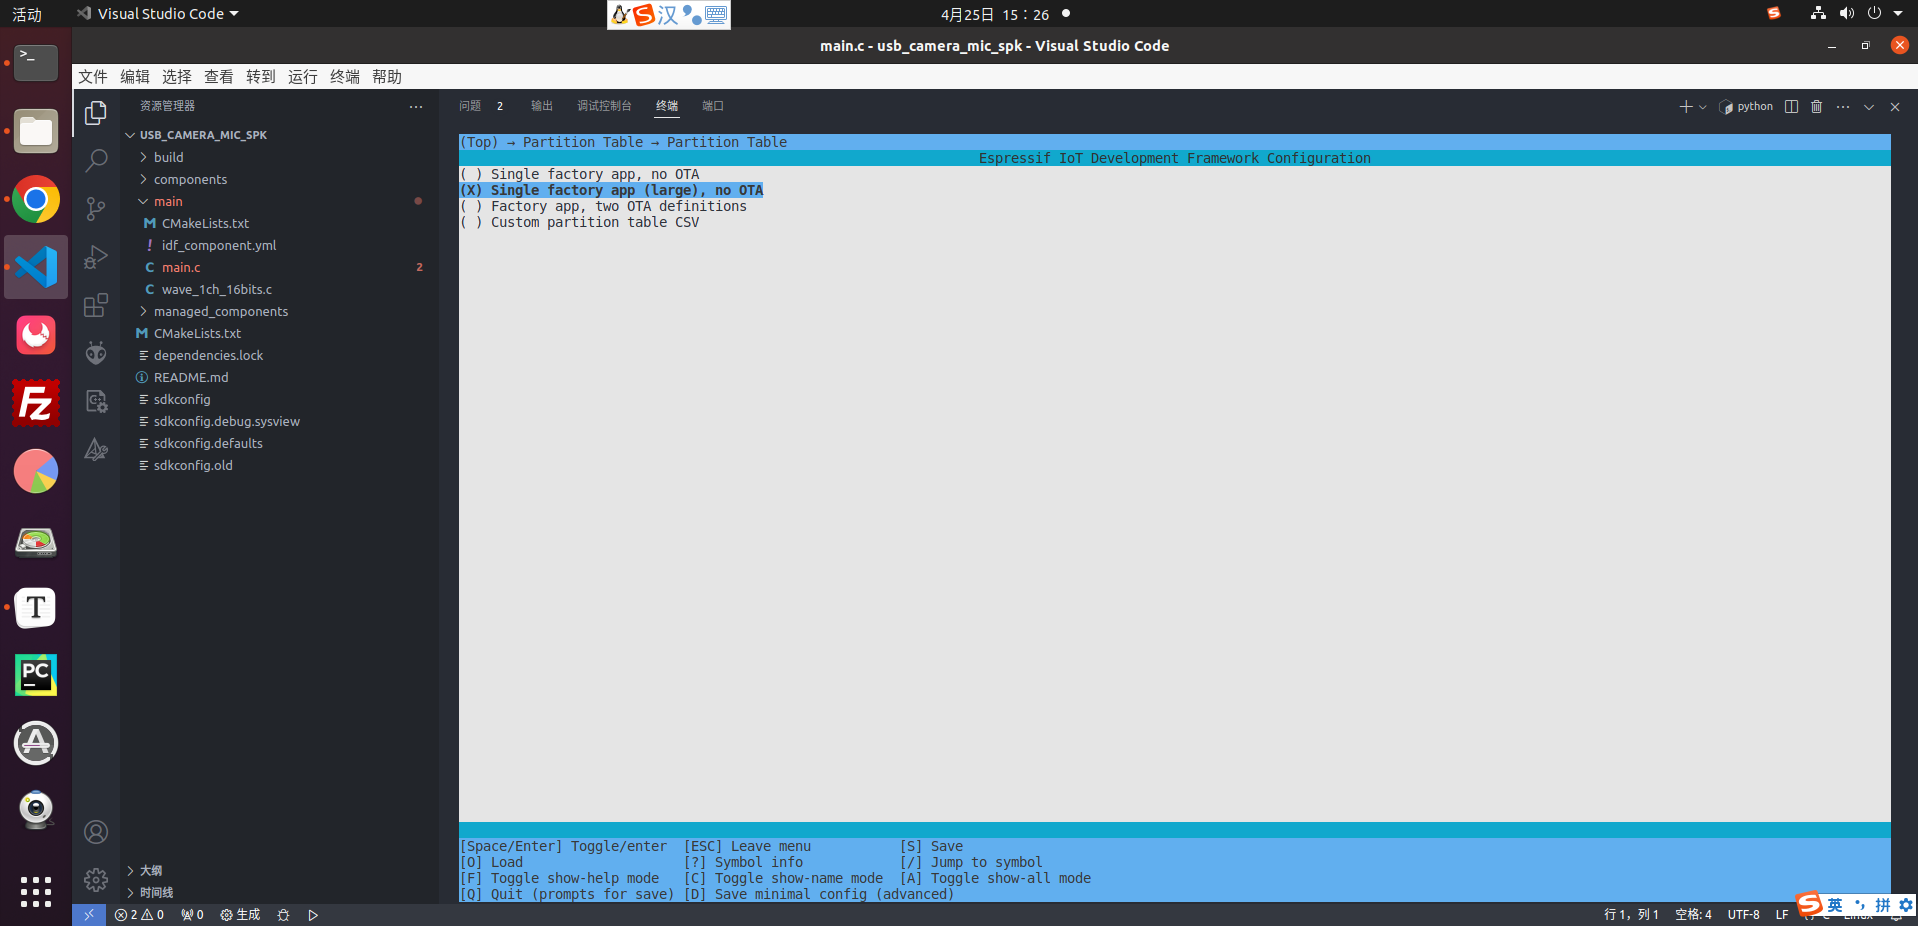 活动 Visual Studio Code 汉 4月25日 15：26
main.c - usb_camera_mic_spk - Visual Studio Code
文件 编辑 选择 查看 转到 运行 终端 帮助
资源管理器 ···
USB_CAMERA_MIC_SPK
build
components
main
CMakeLists.txt
idf_component.yml
main.c 2
wave_1ch_16bits.c
managed_components
CMakeLists.txt
dependencies.lock
README.md
sdkconfig
sdkconfig.debug.sysview
sdkconfig.defaults
sdkconfig.old
大纲
时间线
问题 2 输出 调试控制台 终端 端口 python
(Top) → Partition Table → Partition Table
Espressif IoT Development Framework Configuration
( ) Single factory app, no OTA
(X) Single factory app (large), no OTA
( ) Factory app, two OTA definitions
( ) Custom partition table CSV
[Space/Enter] Toggle/enter [ESC] Leave menu [S] Save
[O] Load [?] Symbol info [/] Jump to symbol
[F] Toggle show-help mode [C] Toggle show-name mode [A] Toggle show-all mode
[Q] Quit (prompts for save) [D] Save minimal config (advanced)
英 拼
2 0 0 生成 行 1，列 1 空格: 4 UTF-8 LF